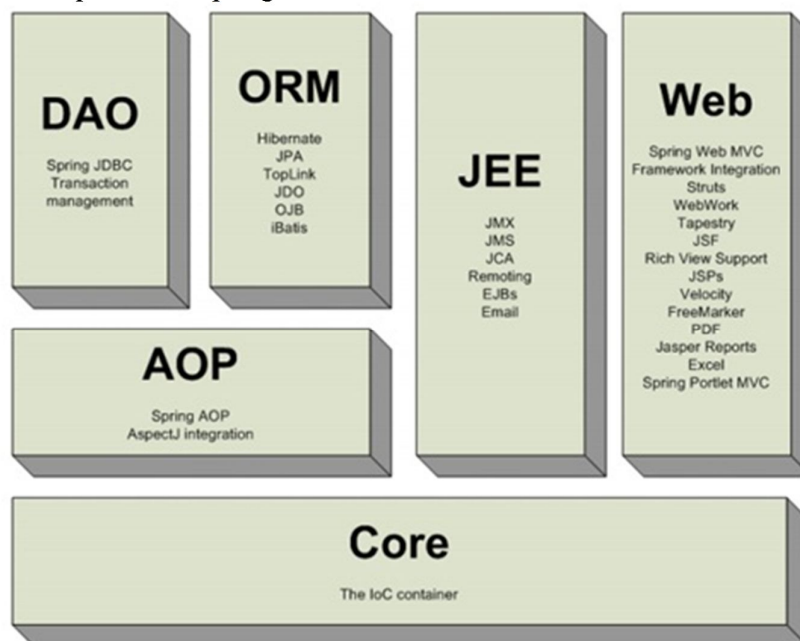 DAO
Spring JDBC
Transaction
management
ORM
Hibernate
JPA
TopLink
JDO
OJB
iBatis
JEE
JMX
JMS
JCA
Remoting
EJBs
Email
Web
Spring Web MVC
Framework Integration
Struts
WebWork
Tapestry
JSF
Rich View Support
JSPs
Velocity
FreeMarker
PDF
Jasper Reports
Excel
Spring Portlet MVC
AOP
Spring AOP
AspectJ integration
Core
The IoC container